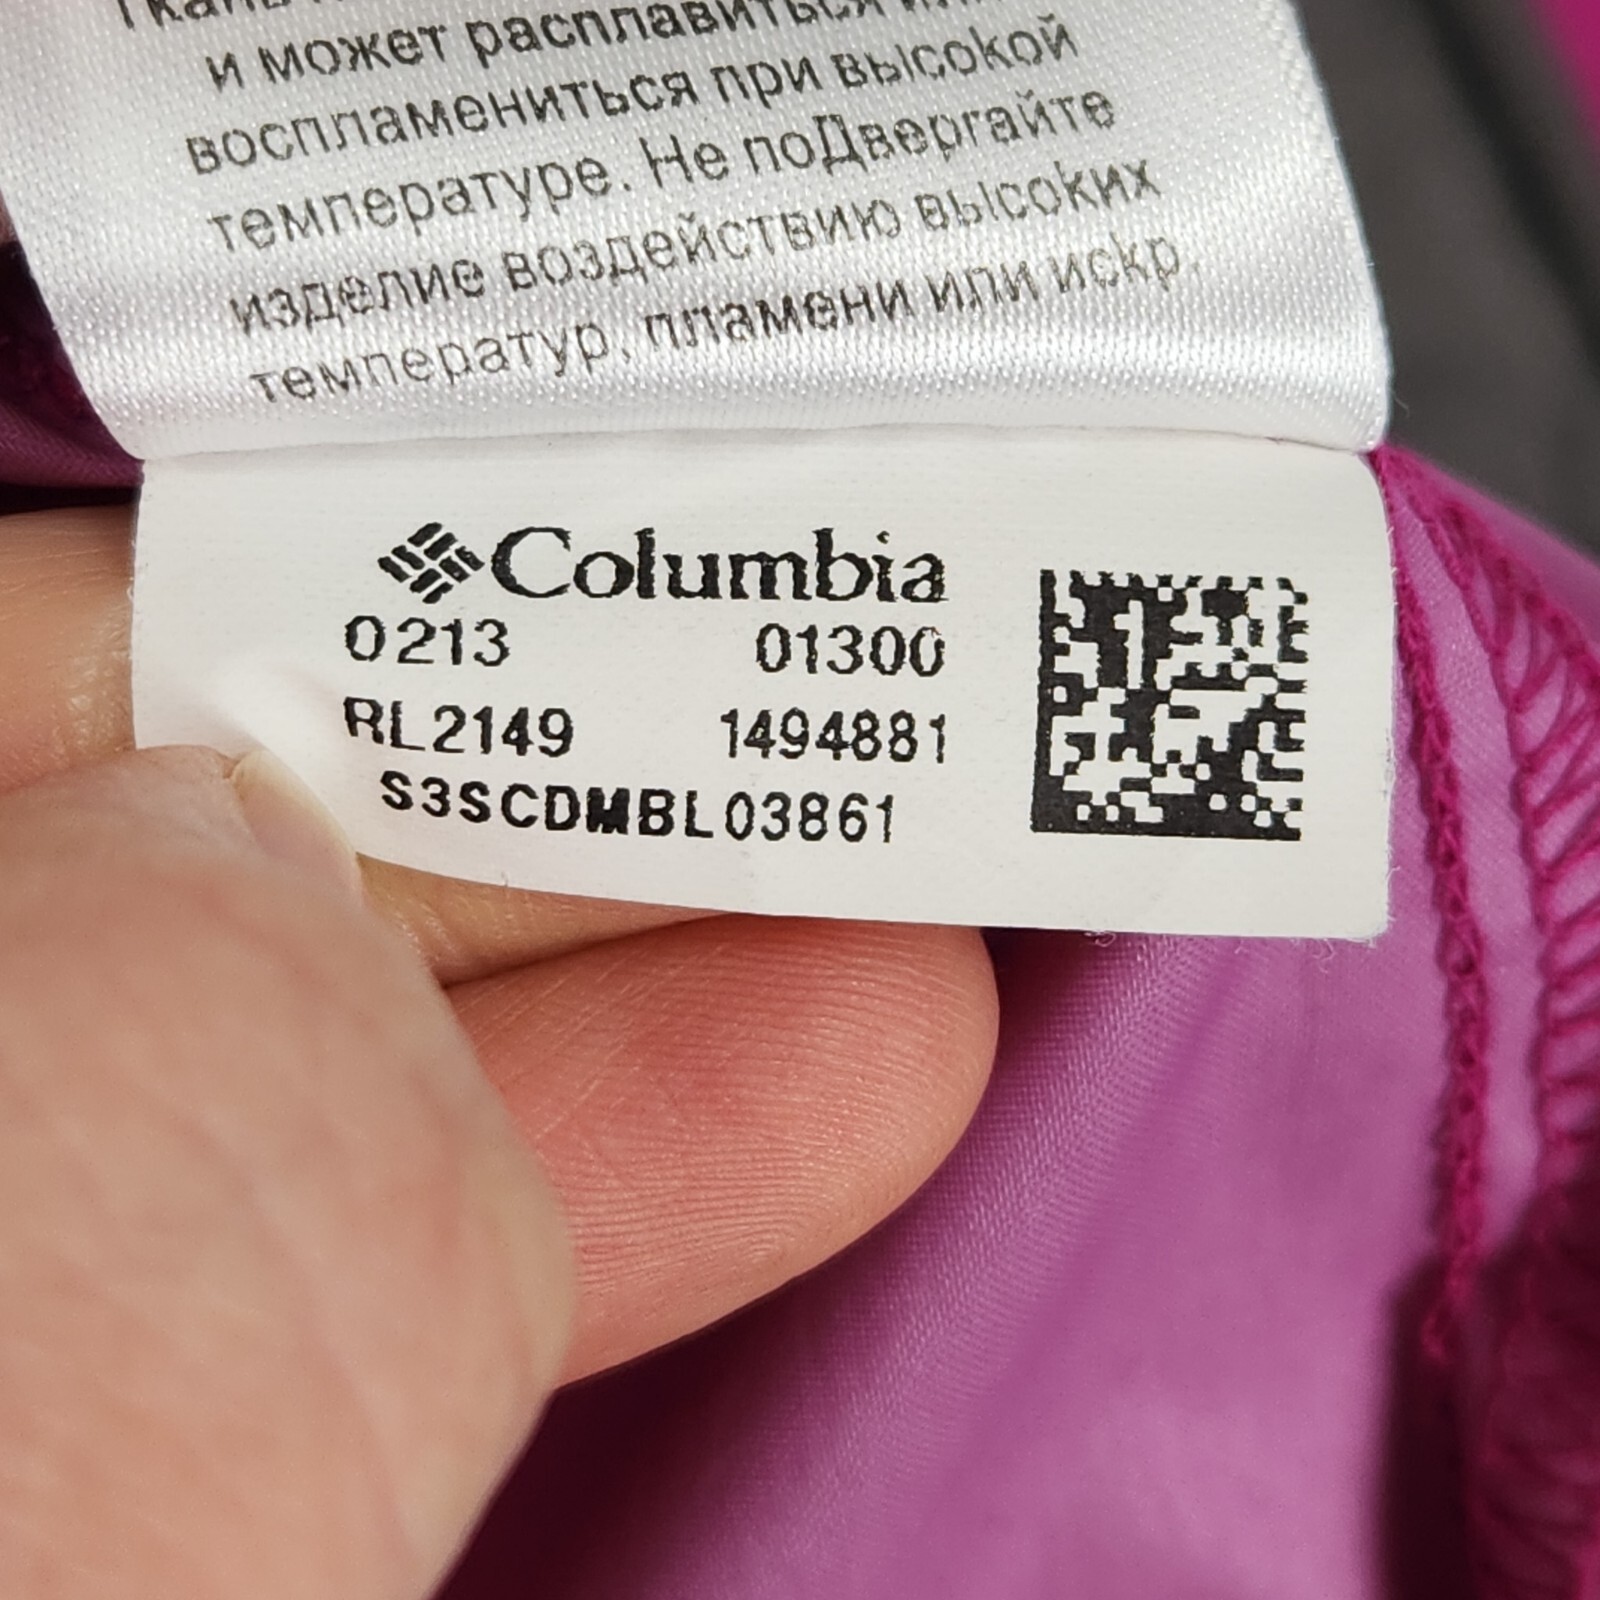 и может расплавиться или
воспламениться при высокой
температуре. Не поДвергайте
изделие воздействию высоких
температур, пламени или искр.
Columbia
0213 01300
RL2149 1494881
S3SCDMBL03861